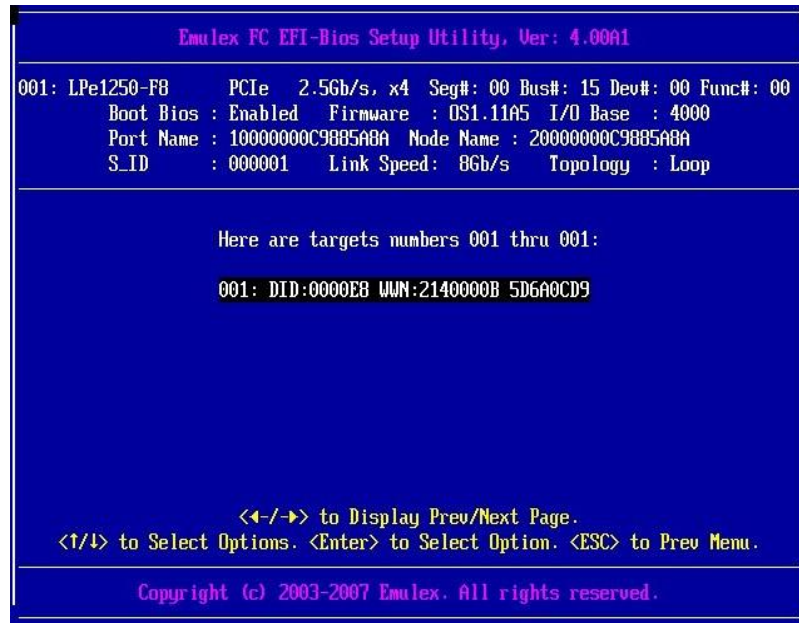 Emulex FC EFI-Bios Setup Utility, Ver: 4.00A1
001: LPe1250-F8 PCIe 2.5Gb/s, x4 Seg#: 00 Bus#: 15 Dev#: 00 Func#: 00
Boot Bios : Enabled Firmware : OS1.11A5 I/O Base : 4000
Port Name : 10000000C9885A8A Node Name : 20000000C9885A8A
S_ID : 000001 Link Speed: 8Gb/s Topology : Loop
Here are targets numbers 001 thru 001:
001: DID:0000E8 WWN:2140000B 5D6A0CD9
<◄-/-►> to Display Prev/Next Page.
<↑/↓> to Select Options. <Enter> to Select Option. <ESC> to Prev Menu.
Copyright (c) 2003-2007 Emulex. All rights reserved.